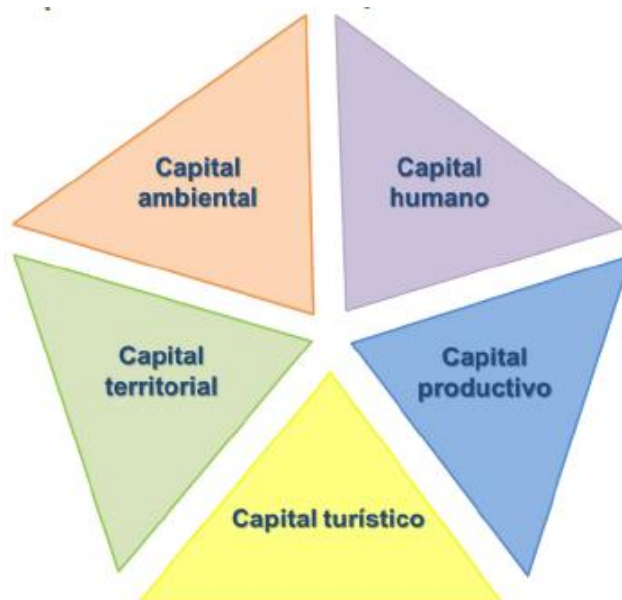 Capital
ambiental
Capital
humano
Capital
territorial
Capital
productivo
Capital turístico